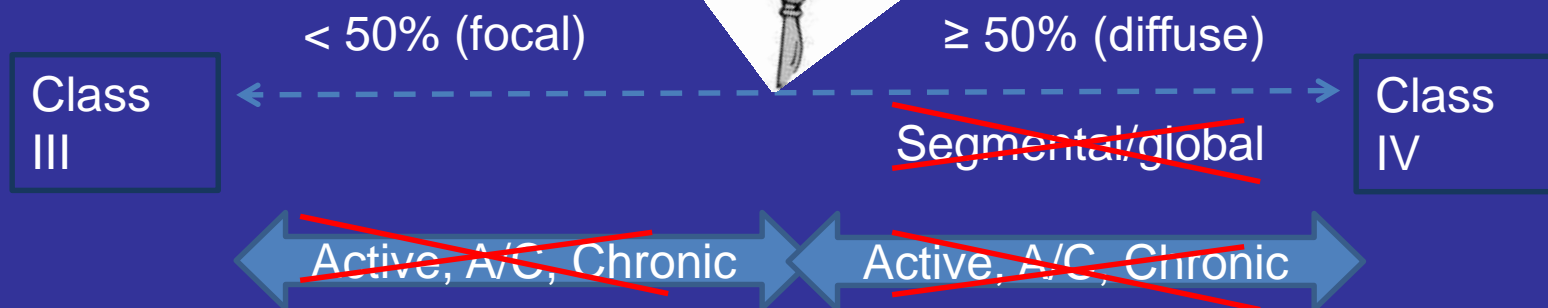 < 50% (focal)
≥ 50% (diffuse)
Class
III
Class
IV
Segmental/global
Active, A/C, Chronic
Active, A/C, Chronic